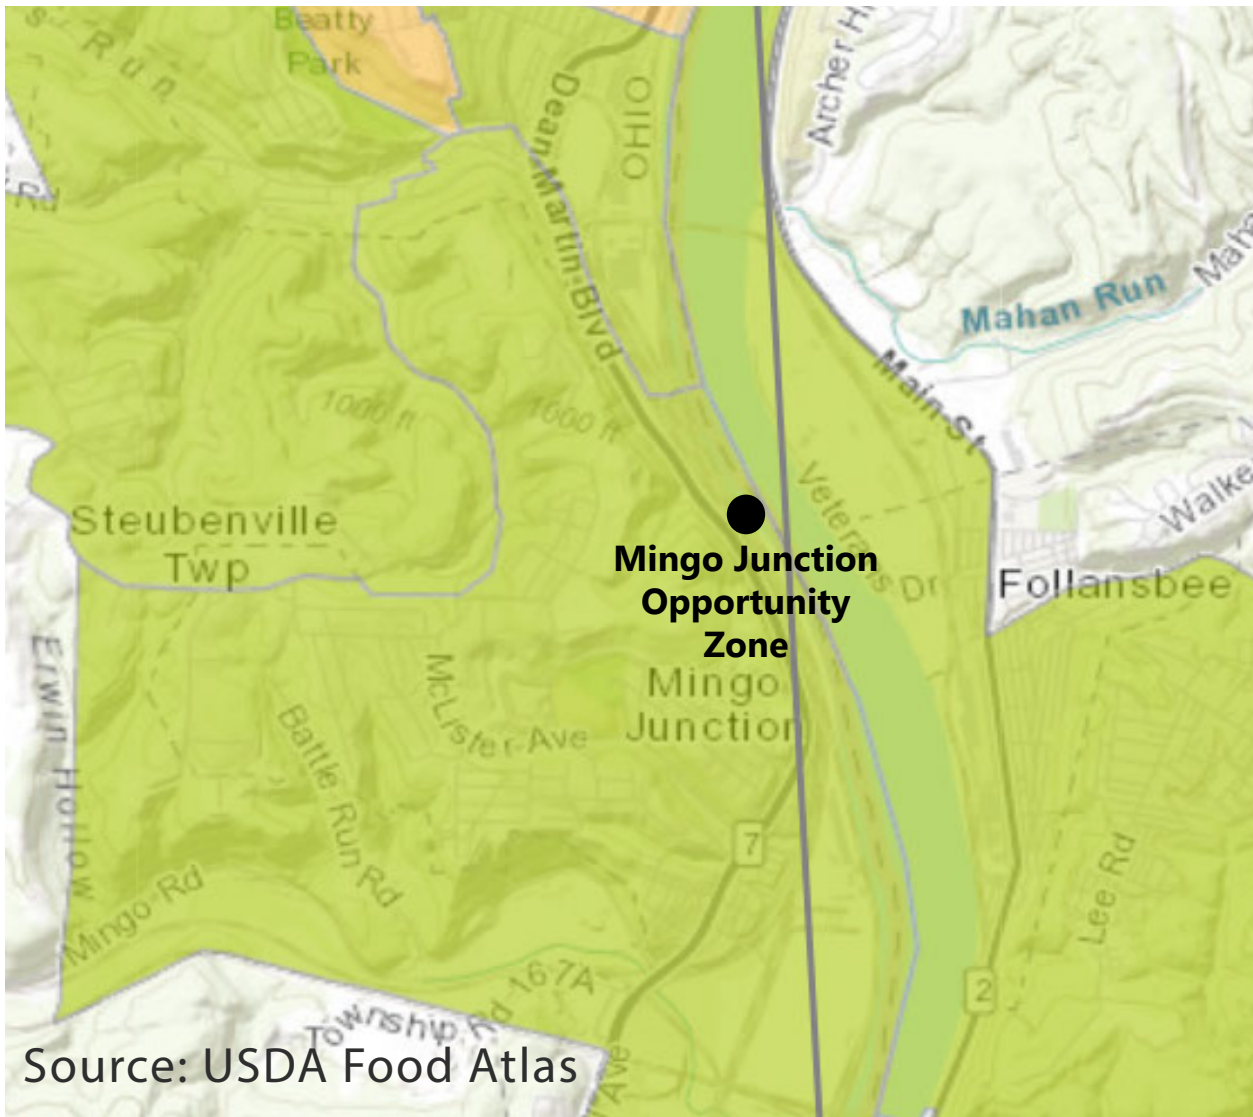 Beatty
Park
s Run
Rd
Dean Martin Blvd
OHIO
Archer
Mahan Run
Main St
1000 ft
1000 ft
Steubenville
Twp
Veterans Dr
Walke
Follansbee
Mingo Junction
Opportunity
Zone
Mingo
Junction
Erwin Hollow
McLister Ave
Battle Run Rd
Mingo Rd
7
Lee Rd
2
Township Rd 167A
Ave
Source: USDA Food Atlas